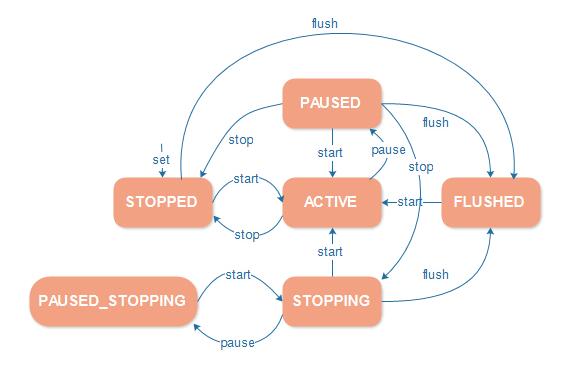 flush
PAUSED
flush
stop
start
pause
stop
set
start
STOPPED
ACTIVE
start
FLUSHED
stop
start
start
flush
PAUSED_STOPPING
STOPPING
pause